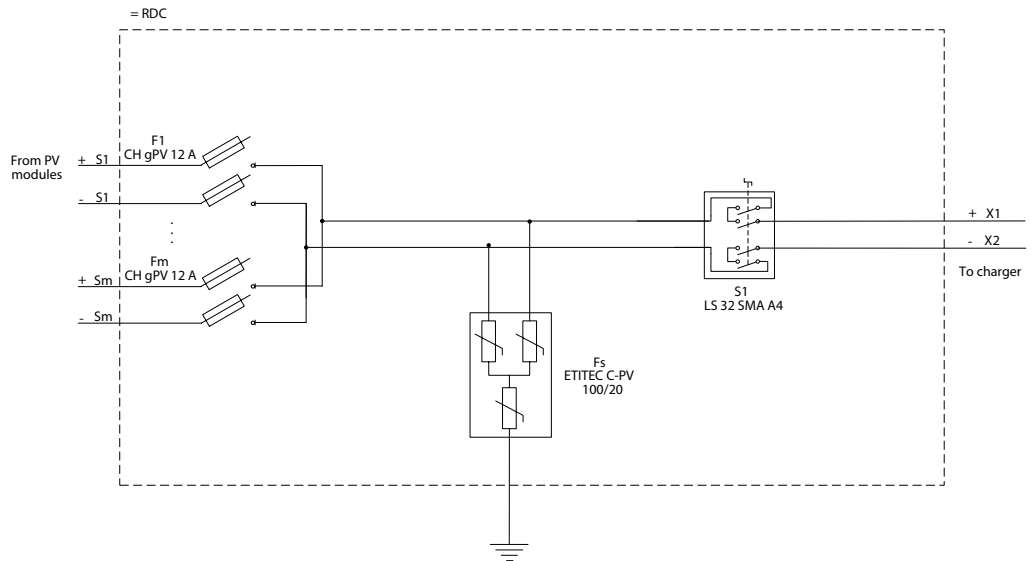 = RDC
F1
CH gPV 12 A
From PV
modules
+ S1
- S1
Fm
CH gPV 12 A
+ Sm
- Sm
+ X1
- X2
To charger
S1
LS 32 SMA A4
Fs
ETITEC C-PV
100/20